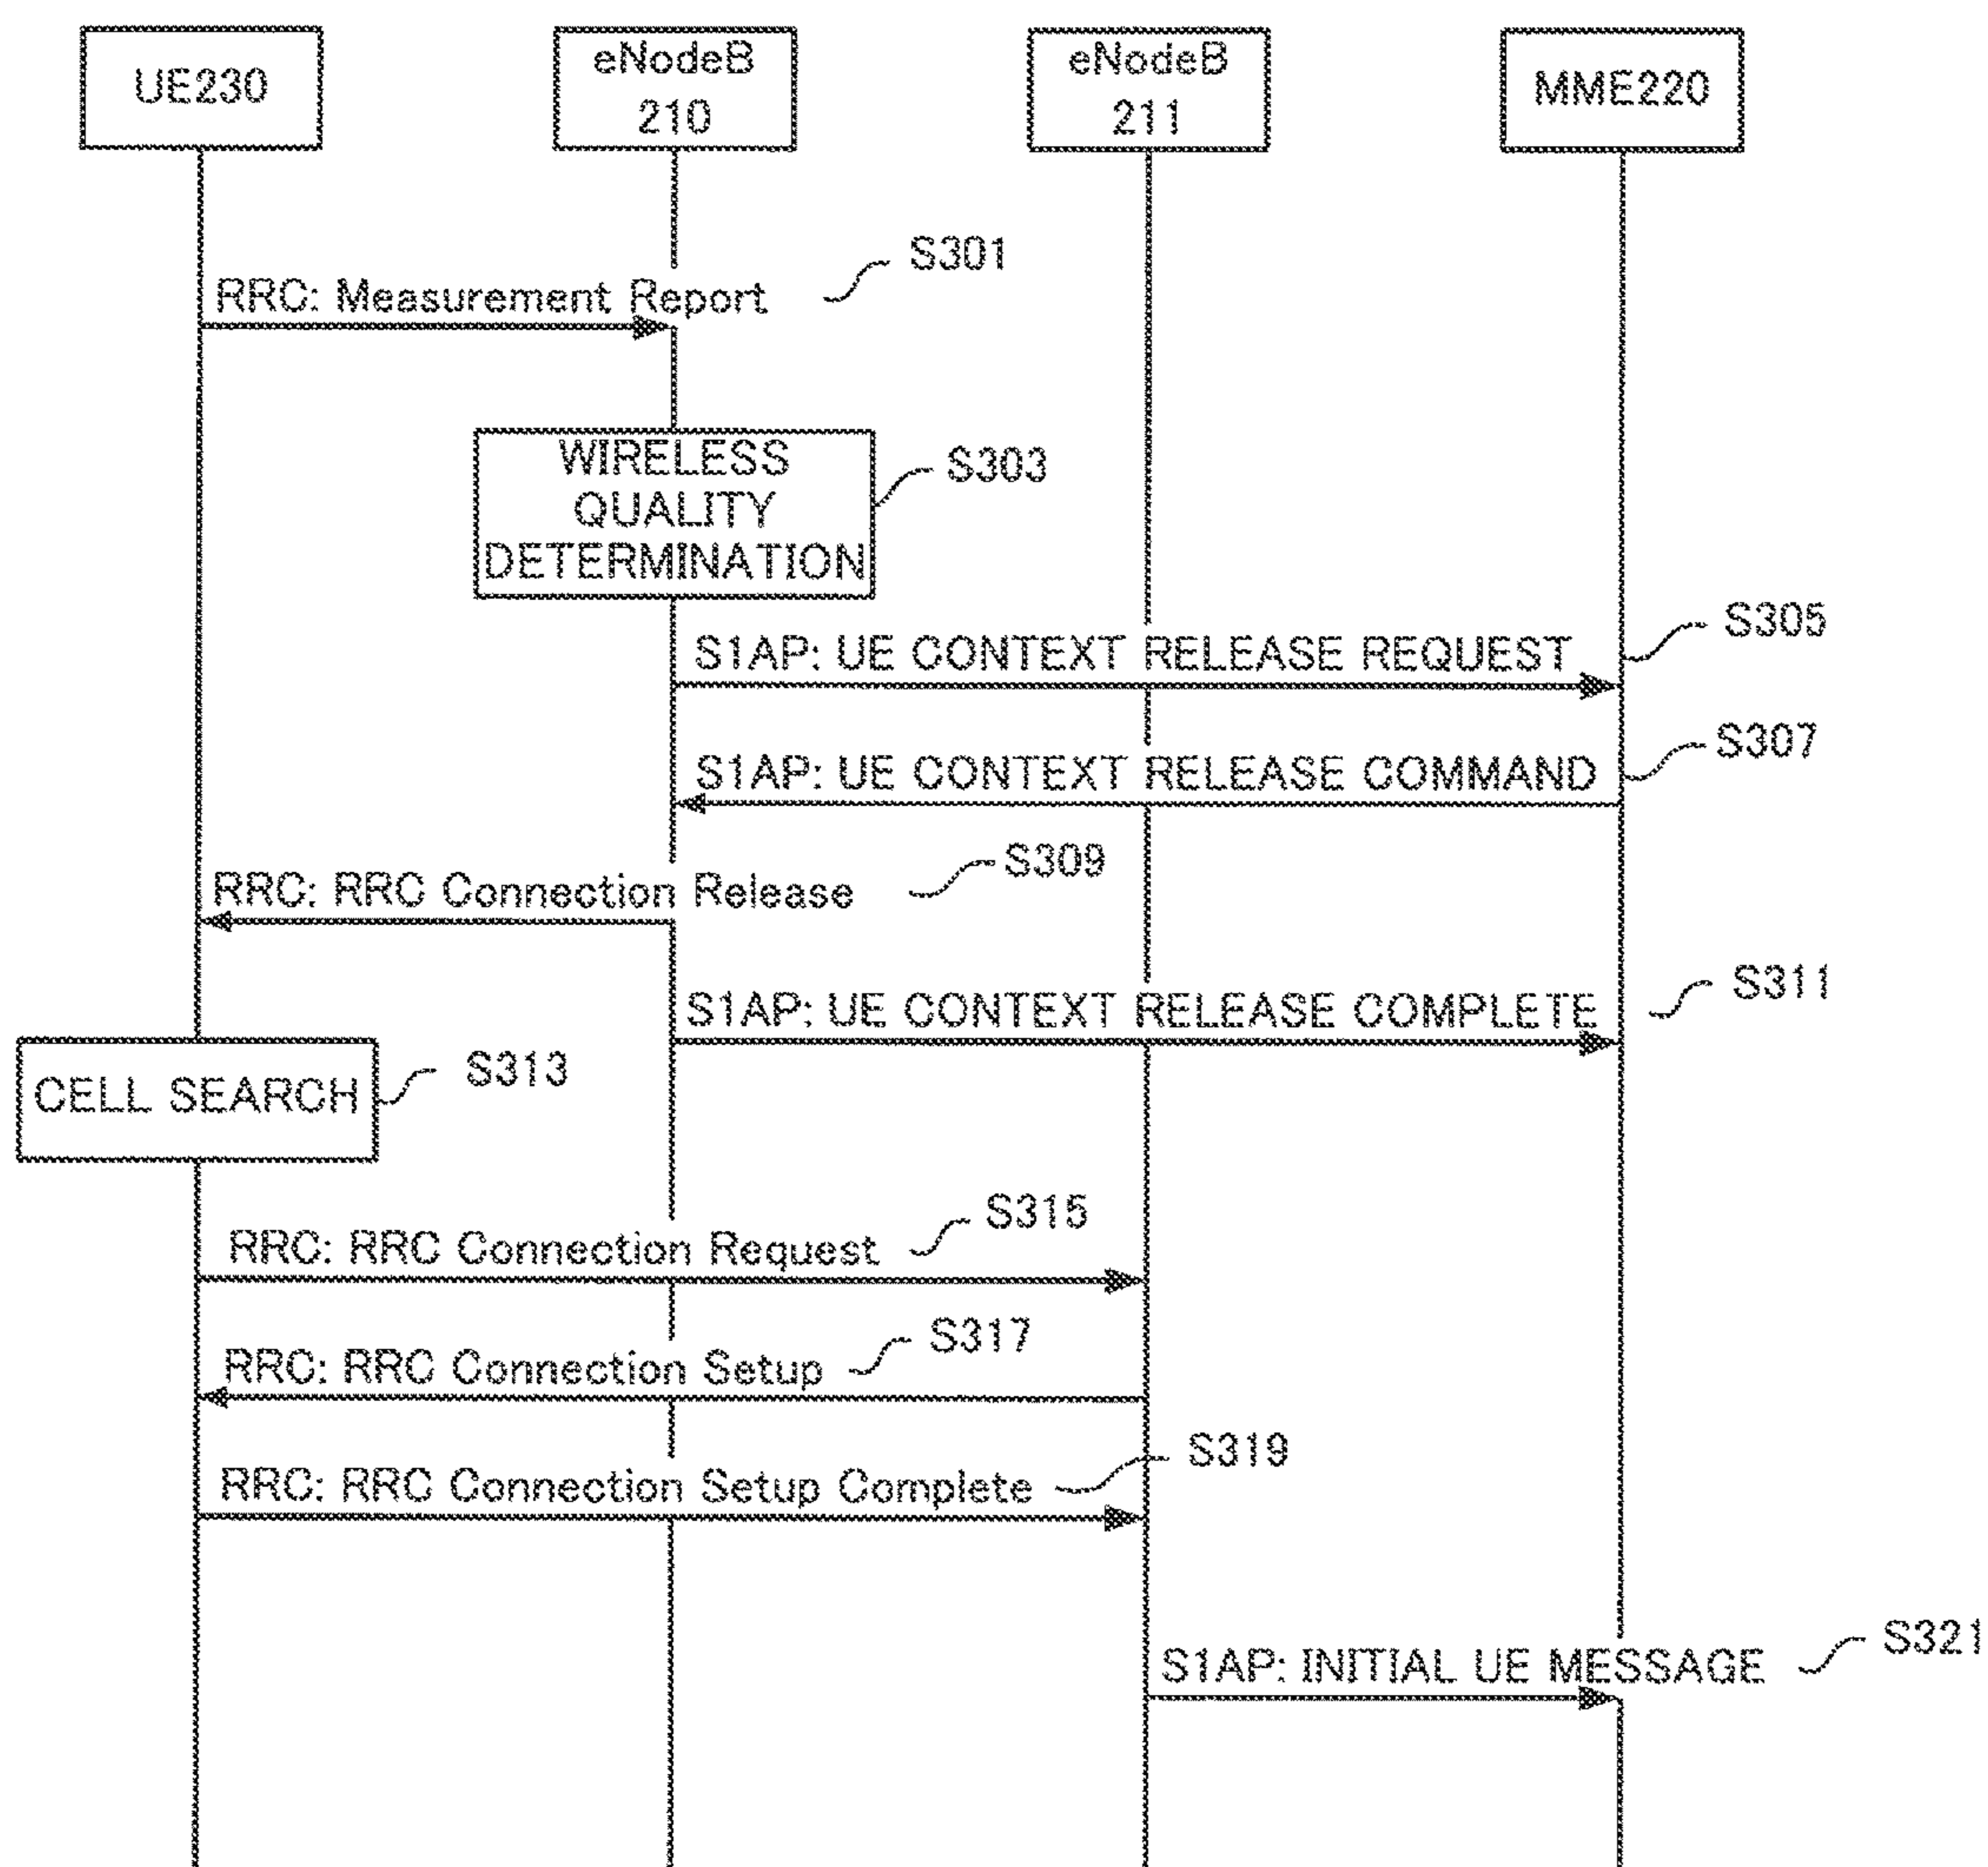 UE230
eNodeB
210
eNodeB
211
MME220
S301
RRC: Measurement Report
WIRELESS
QUALITY
DETERMINATION
S303
S305
S1AP: UE CONTEXT RELEASE REQUEST
S307
S1AP: UE CONTEXT RELEASE COMMAND
S309
RRC: RRC Connection Release
S311
S1AP: UE CONTEXT RELEASE COMPLETE
CELL SEARCH
S313
S315
RRC: RRC Connection Request
S317
RRC: RRC Connection Setup
S319
RRC: RRC Connection Setup Complete
S321
S1AP: INITIAL UE MESSAGE